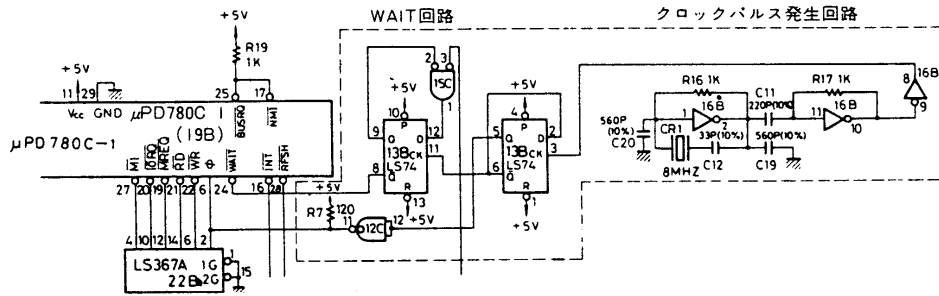 WAIT回路
クロックパルス発生回路
+5V
R19
1K
+5V
11 29
25 17
Vcc GND μPD780C-1
(19B)
BUSRQ
NMI
μPD780C-1
M1 IORQ MREQ RD WR Φ WAIT INT RFSH
27 20 19 21 22 6 24 16 28
4 10 12 14 6 2
LS367A 1G
22B 2G
1
15
+5V
R7
120
11
12C
12
2 3
15C
1
+5V
10
P
9
Q
D
12
13B
CK
11
LS74
8
Q
R
13
+5V
+5V
4
P
5
Q
D
2
13B
CK
3
LS74
6
Q
R
1
+5V
R16 1K
16B
1
2
560P
(10%)
C20
CR1
8MHZ
33P(10%)
C12
C11
220P(10%)
560P(10%)
C19
R17 1K
16B
11
10
16B
8
9